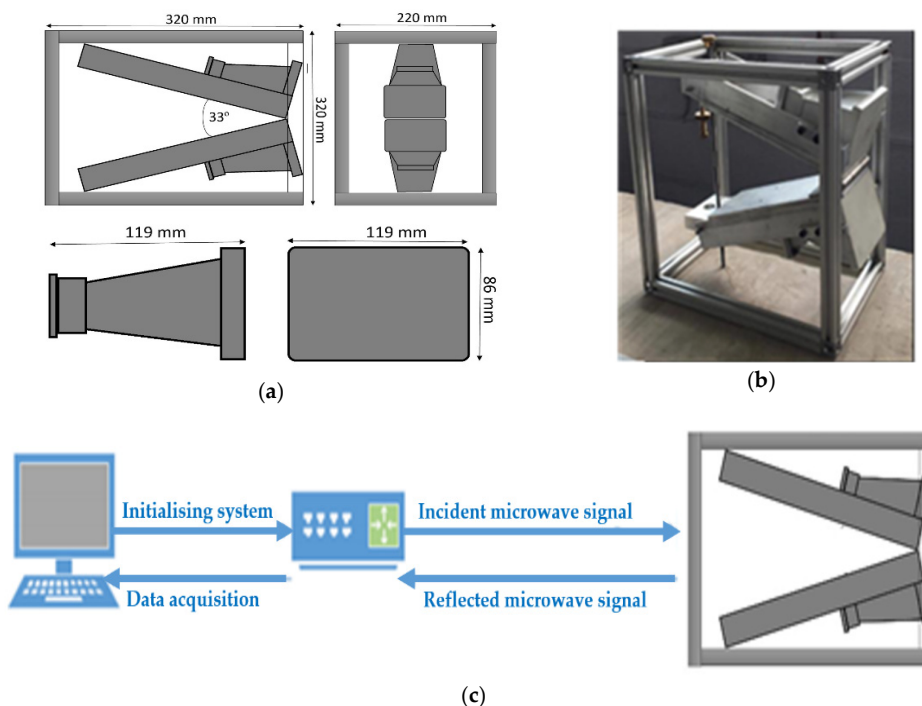 320 mm
220 mm
33°
320 mm
119 mm
119 mm
86 mm
(a)
(b)
Initialising system
Incident microwave signal
Data acquisition
Reflected microwave signal
(c)